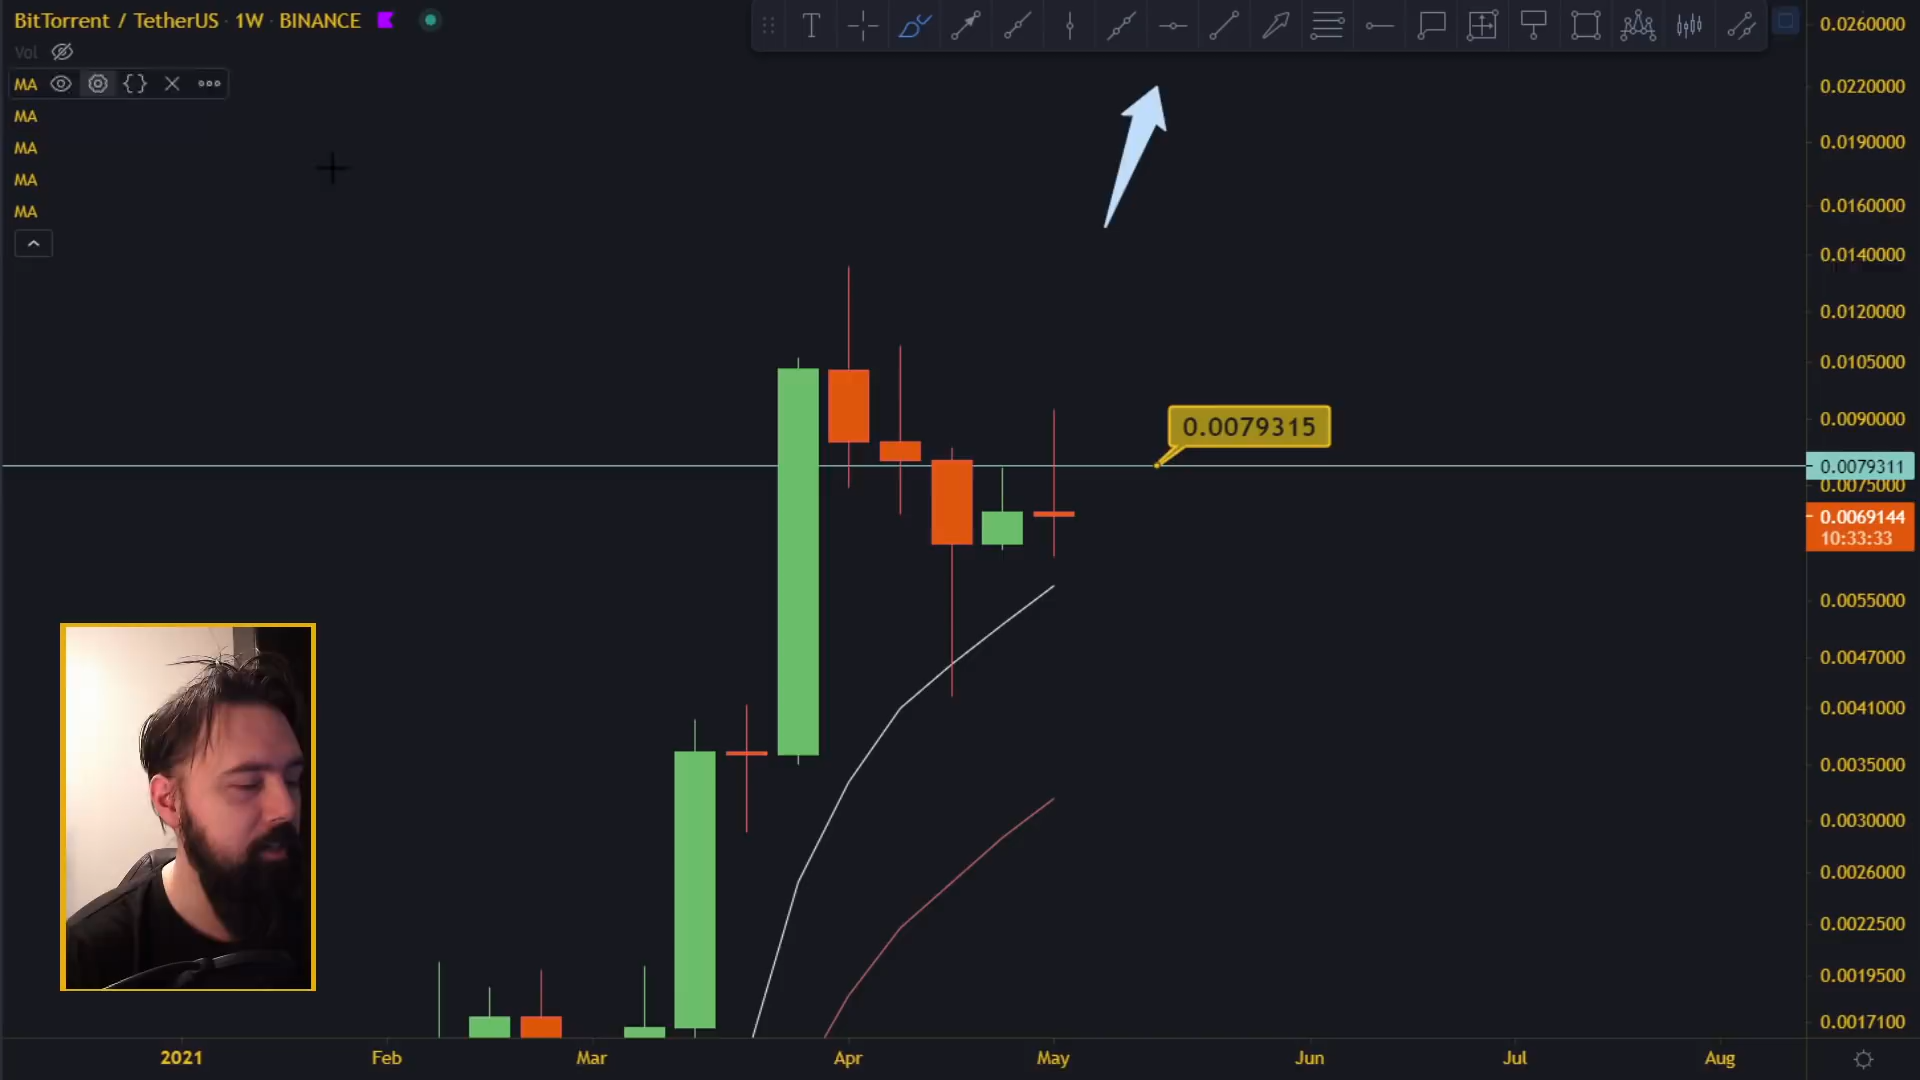 BitTorrent / TetherUS · 1W · BINANCE
Vol
MA
MA
MA
MA
MA
T
0.0079315
0.0260000
0.0220000
0.0190000
0.0160000
0.0140000
0.0120000
0.0105000
0.0090000
0.0079311
0.0075000
0.0069144
10:33:33
0.0055000
0.0047000
0.0041000
0.0035000
0.0030000
0.0026000
0.0022500
0.0019500
0.0017100
2021 Feb Mar Apr May Jun Jul Aug